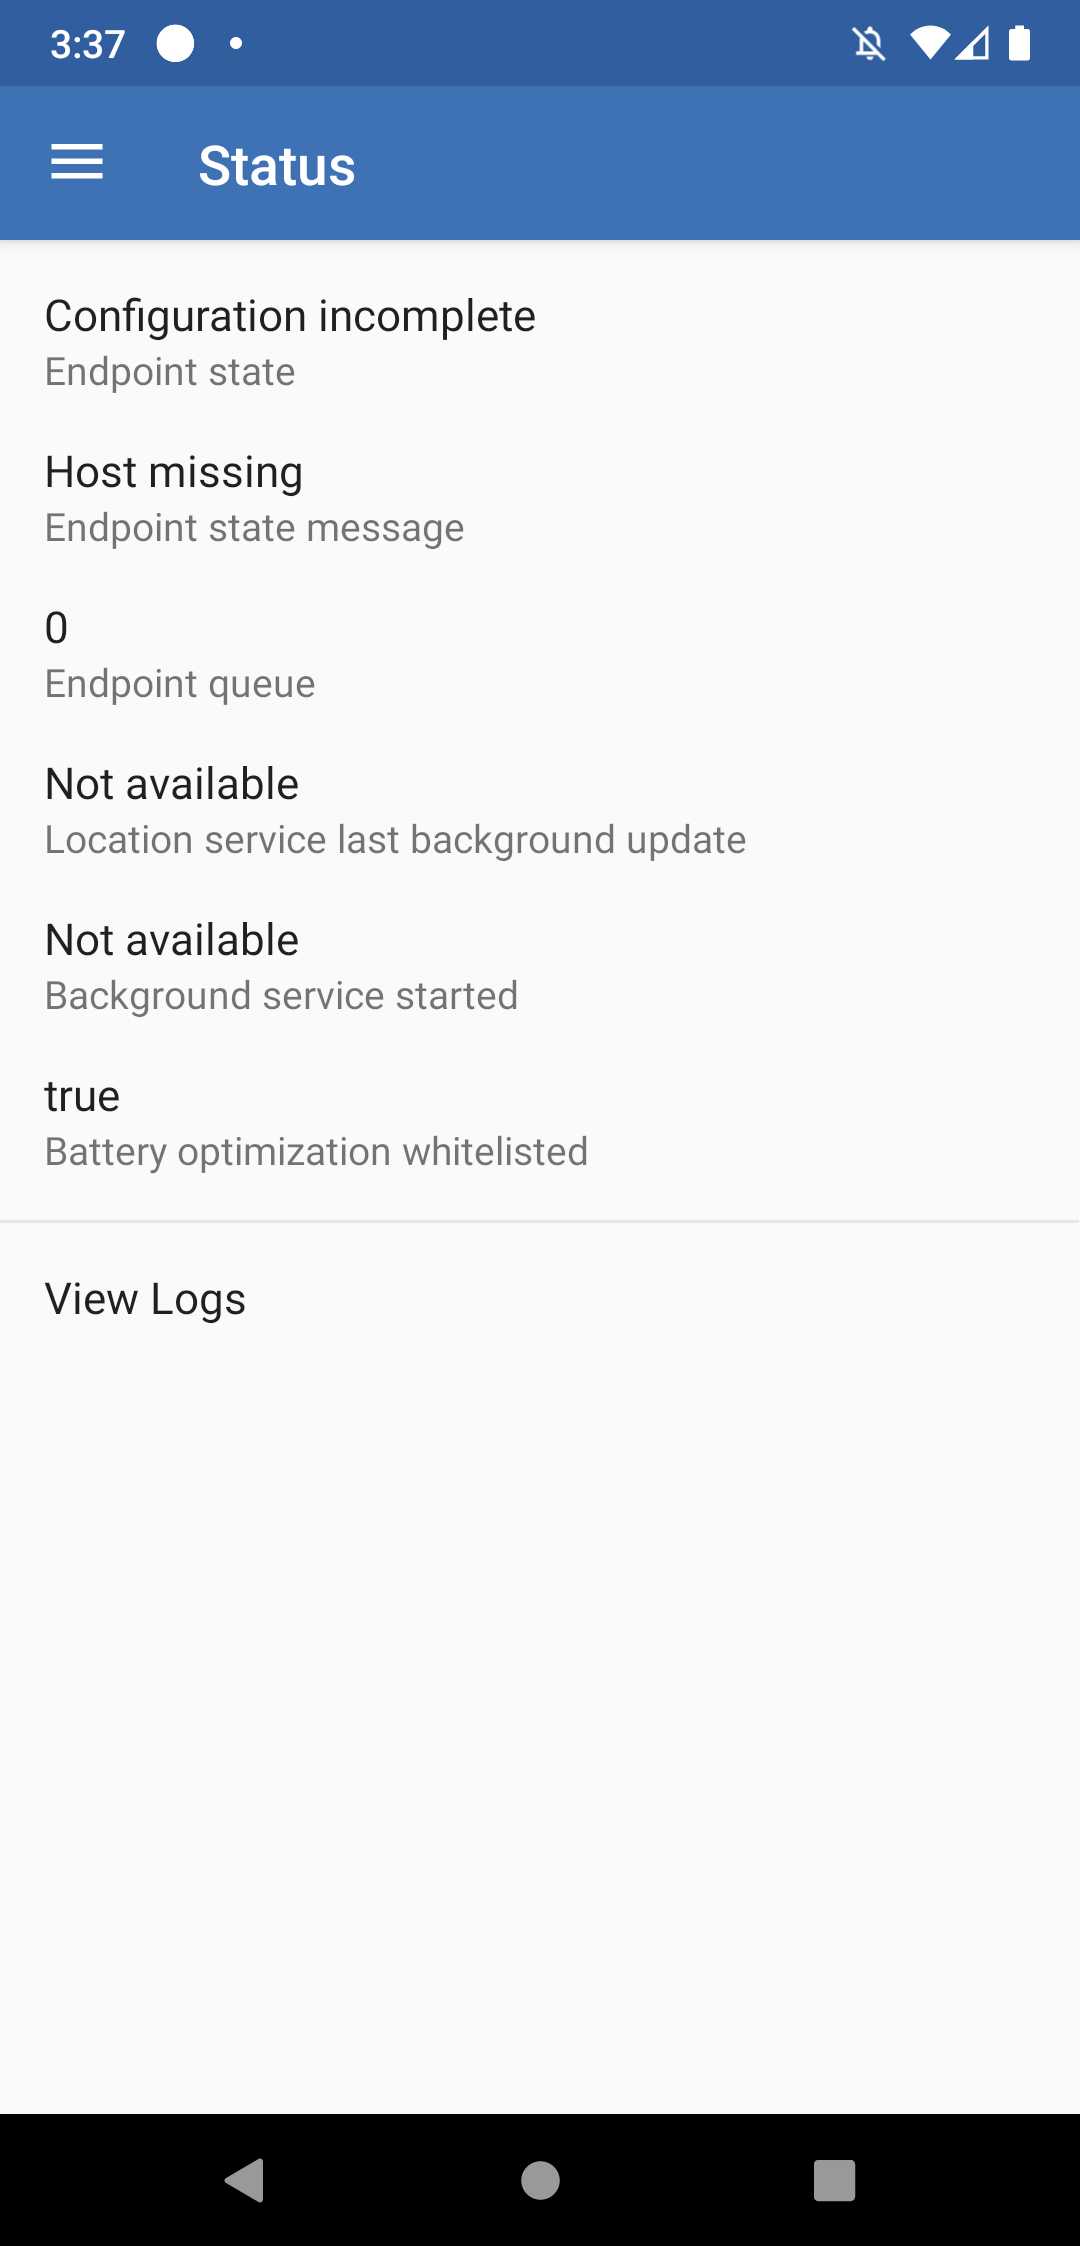 3:37
Status
Configuration incomplete
Endpoint state
Host missing
Endpoint state message
0
Endpoint queue
Not available
Location service last background update
Not available
Background service started
true
Battery optimization whitelisted
View Logs